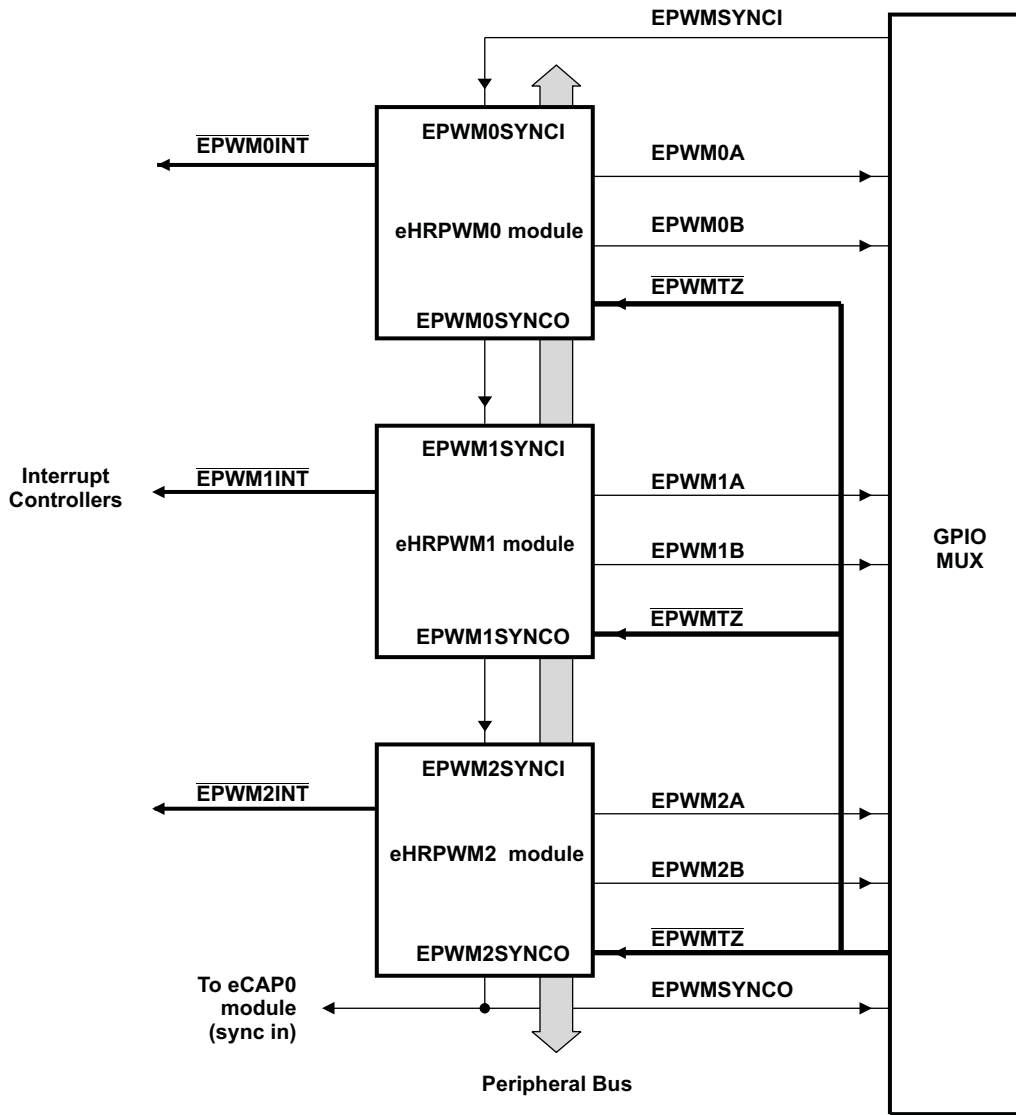 EPWMSYNCI
EPWM0SYNCI
EPWM0INT
EPWM0A
eHRPWM0 module
EPWM0B
EPWMTZ
EPWM0SYNCO
EPWM1SYNCI
Interrupt
Controllers
EPWM1INT
EPWM1A
eHRPWM1 module
EPWM1B
GPIO
MUX
EPWMTZ
EPWM1SYNCO
EPWM2SYNCI
EPWM2INT
EPWM2A
eHRPWM2 module
EPWM2B
EPWMTZ
EPWM2SYNCO
To eCAP0
module
(sync in)
EPWMSYNCO
Peripheral Bus